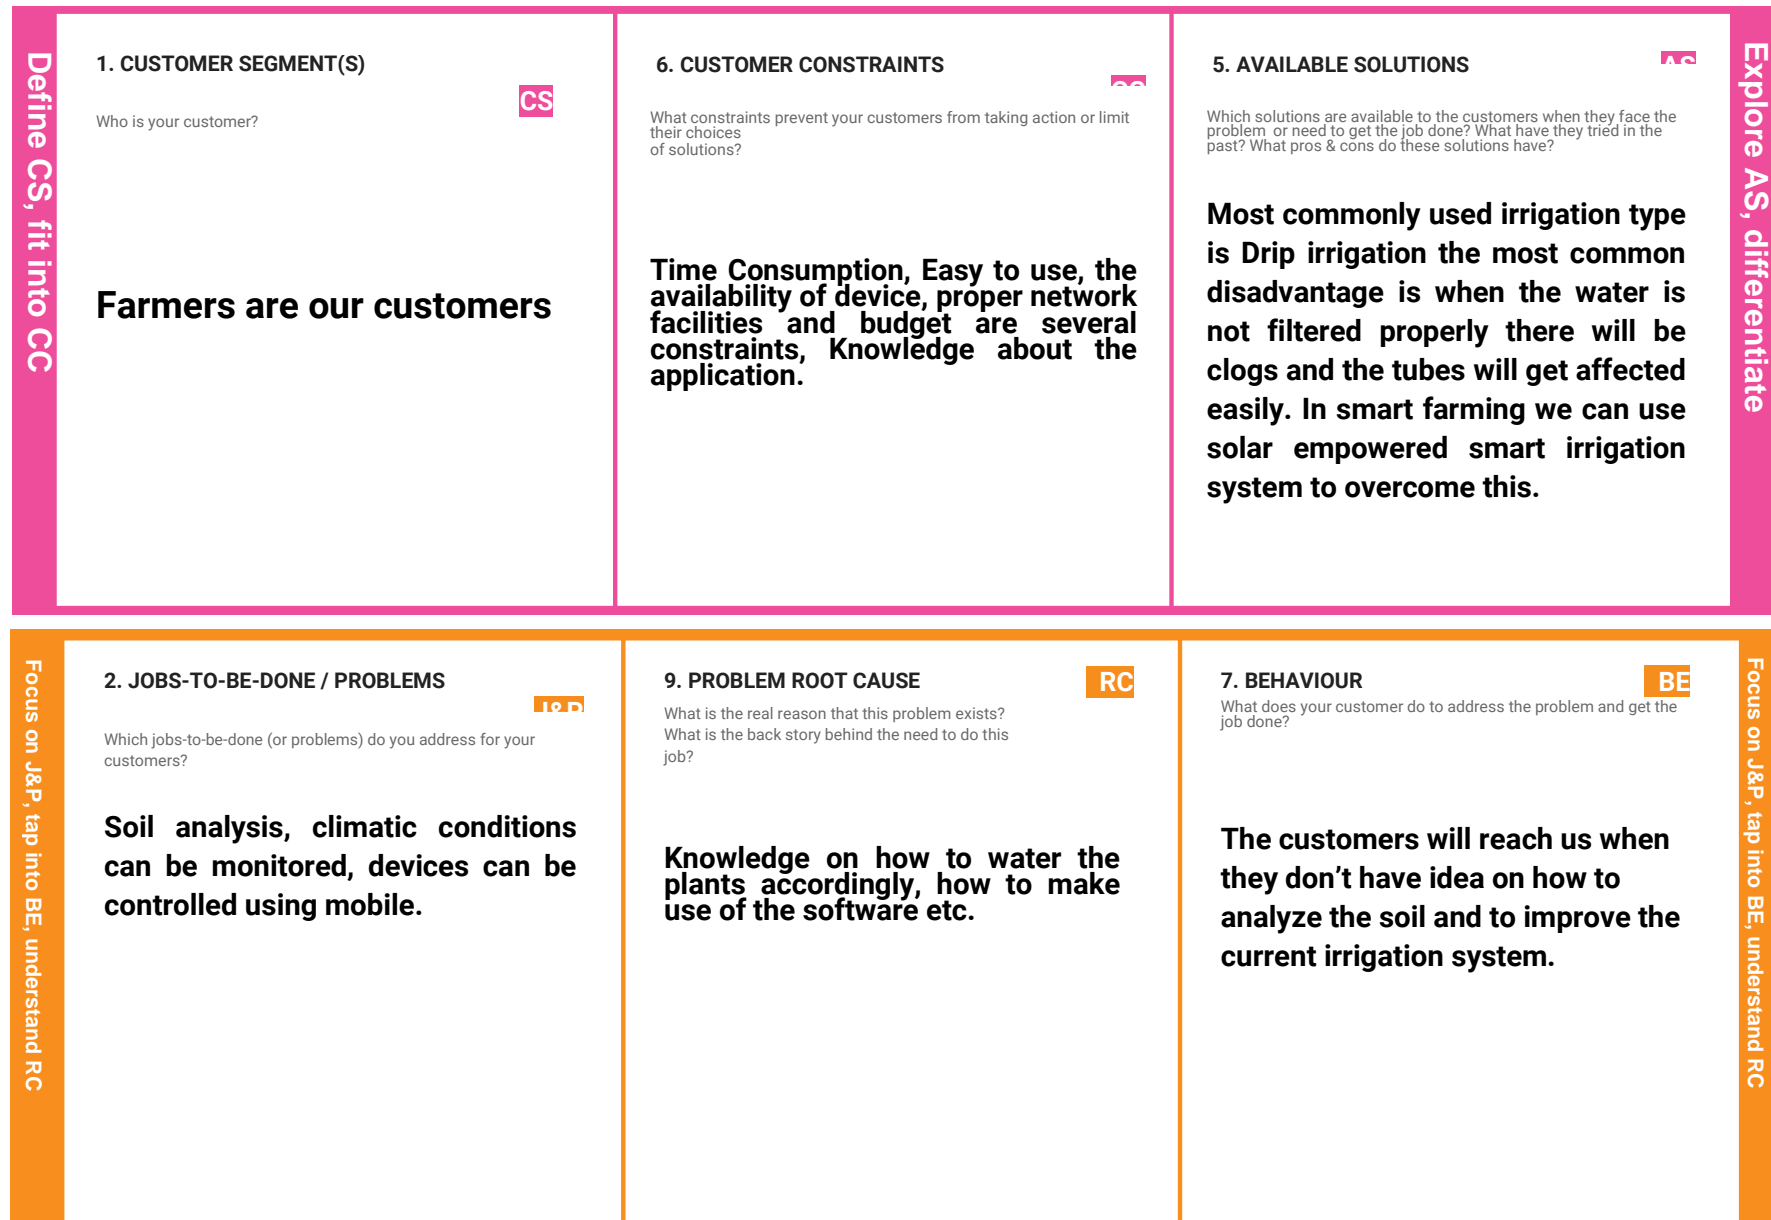 Define CS, fit into CC
1. CUSTOMER SEGMENT(S)
CS
Who is your customer?
Farmers are our customers
6. CUSTOMER CONSTRAINTS
What constraints prevent your customers from taking action or limit
their choices
of solutions?
Time Consumption, Easy to use, the
availability of device, proper network
facilities and budget are several
constraints, Knowledge about the
application.
5. AVAILABLE SOLUTIONS
AS
Which solutions are available to the customers when they face the
problem or need to get the job done? What have they tried in the
past? What pros & cons do these solutions have?
Most commonly used irrigation type
is Drip irrigation the most common
disadvantage is when the water is
not filtered properly there will be
clogs and the tubes will get affected
easily. In smart farming we can use
solar empowered smart irrigation
system to overcome this.
Explore AS, differentiate
Focus on J&P, tap into BE, understand RC
2. JOBS-TO-BE-DONE / PROBLEMS
J&P
Which jobs-to-be-done (or problems) do you address for your
customers?
Soil analysis, climatic conditions
can be monitored, devices can be
controlled using mobile.
9. PROBLEM ROOT CAUSE
RC
What is the real reason that this problem exists?
What is the back story behind the need to do this
job?
Knowledge on how to water the
plants accordingly, how to make
use of the software etc.
7. BEHAVIOUR
BE
What does your customer do to address the problem and get the
job done?
The customers will reach us when
they don’t have idea on how to
analyze the soil and to improve the
current irrigation system.
Focus on J&P, tap into BE, understand RC